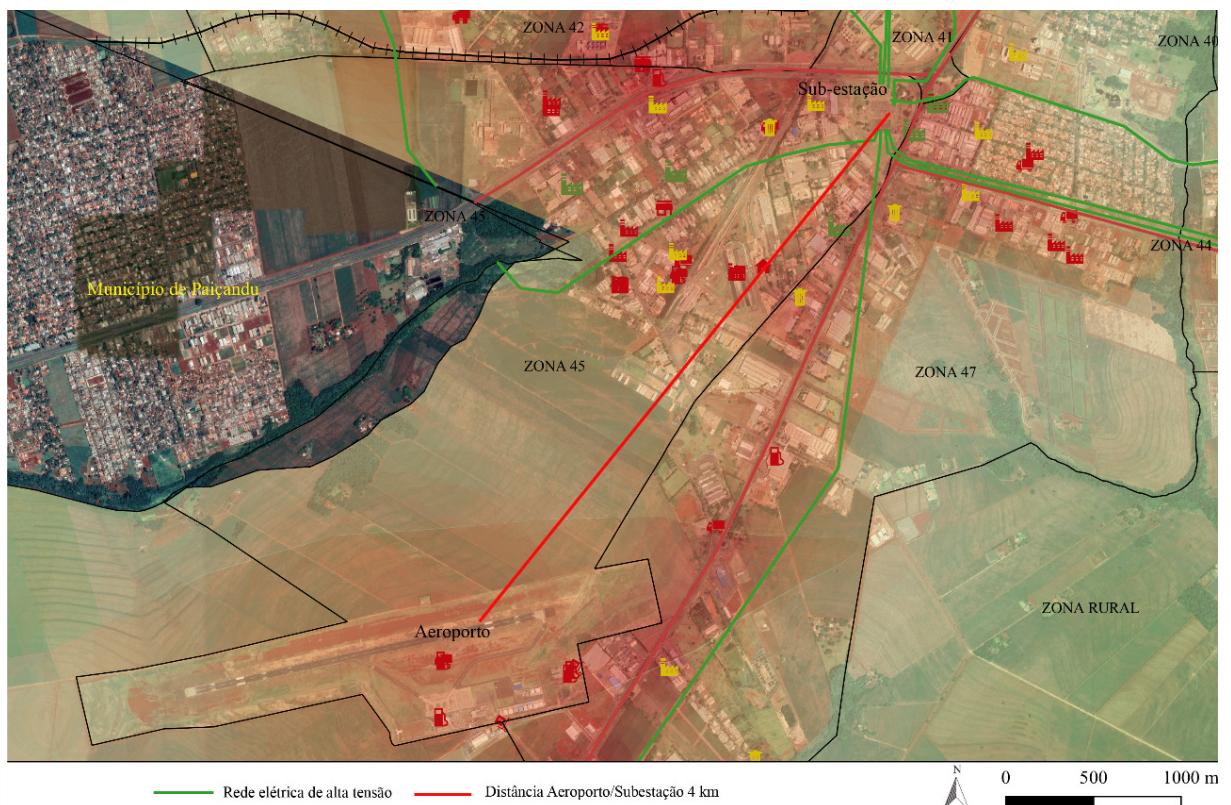 ZONA 42
ZONA 41
ZONA 40
Sub-estação
ZONA 45
ZONA 44
Município de Paiçandu
ZONA 45
ZONA 47
ZONA RURAL
Aeroporto
N
0 500 1000 m
Rede elétrica de alta tensão
Distância Aeroporto/Subestação 4 km